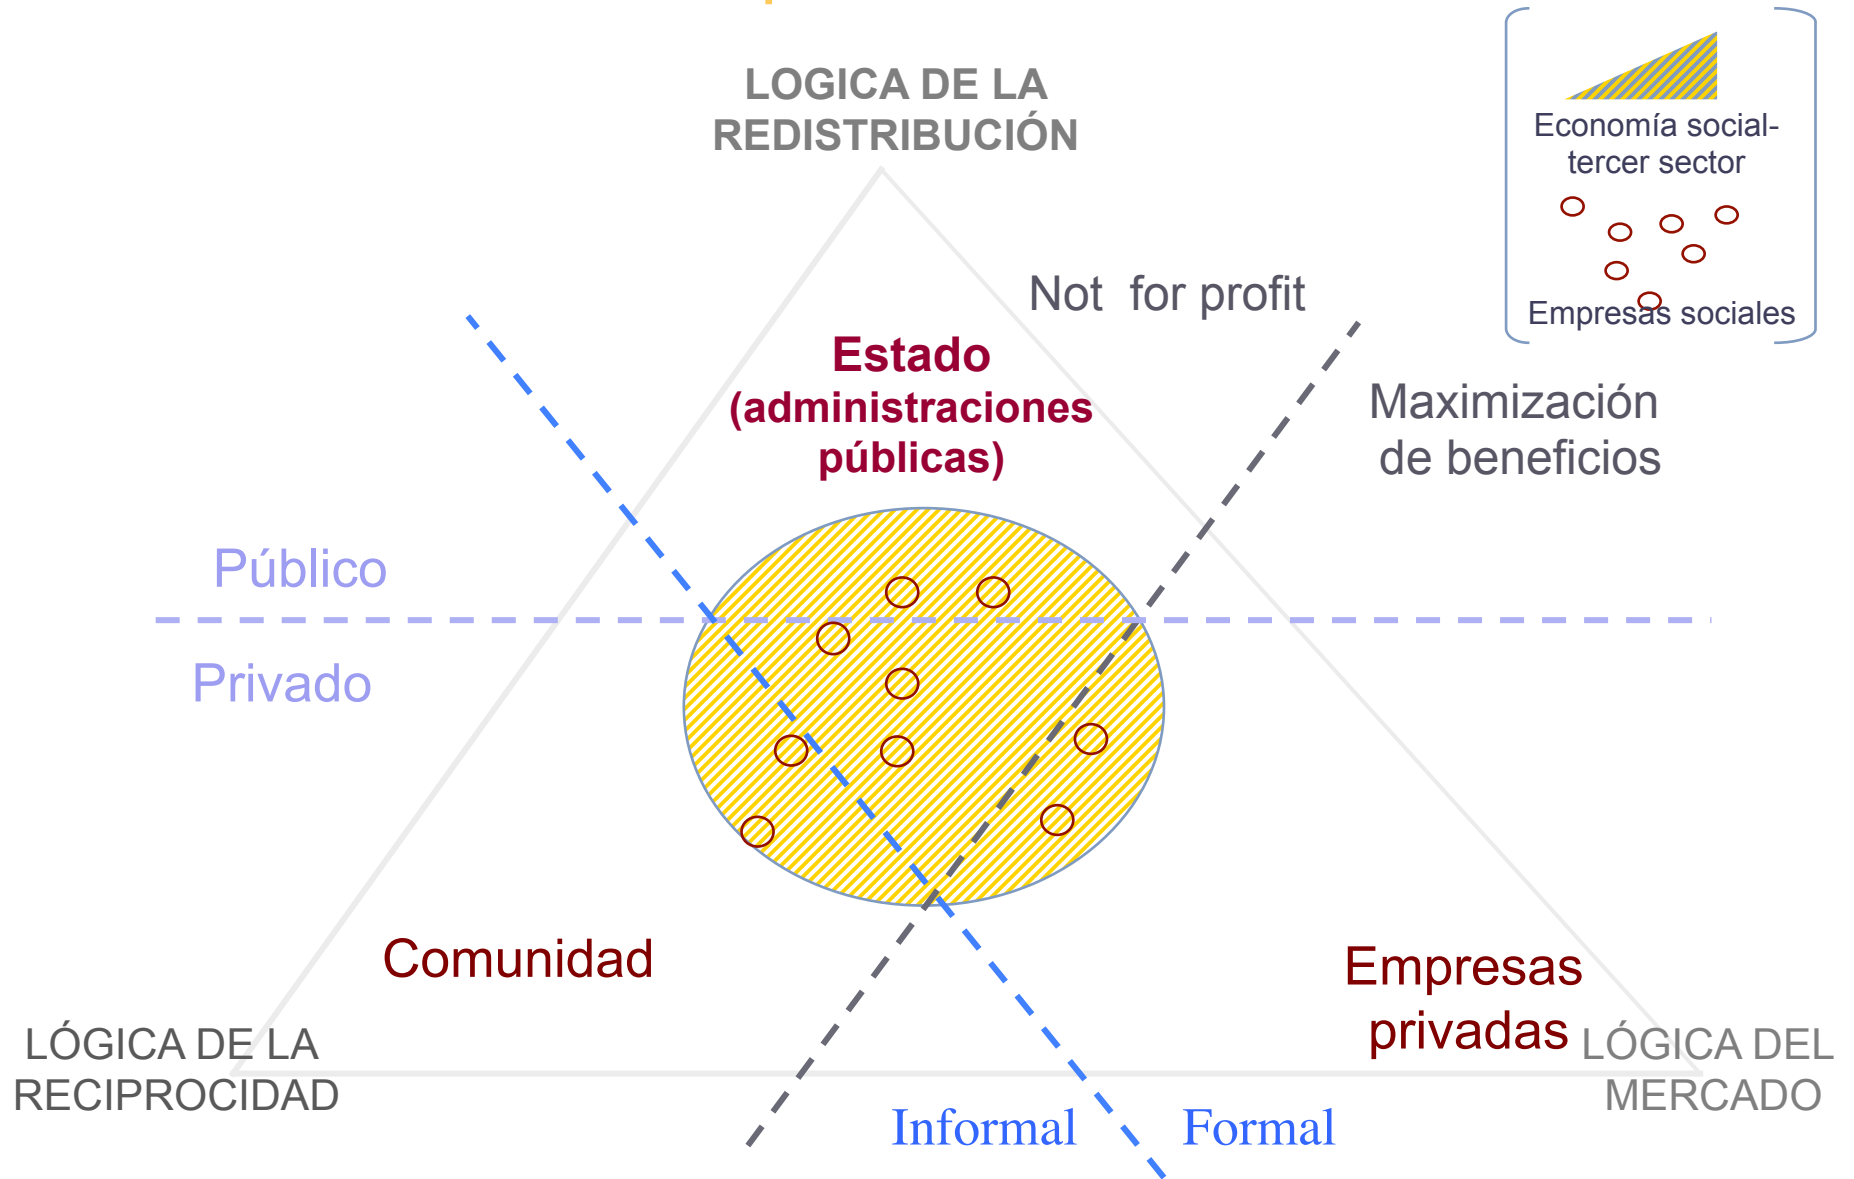 LOGICA DE LA
REDISTRIBUCIÓN
Economía social-
tercer sector
Empresas sociales
Not for profit
Estado
(administraciones
públicas)
Maximización
de beneficios
Público
Privado
Comunidad
Empresas
privadas
LÓGICA DE LA
RECIPROCIDAD
LÓGICA DEL
MERCADO
Informal
Formal